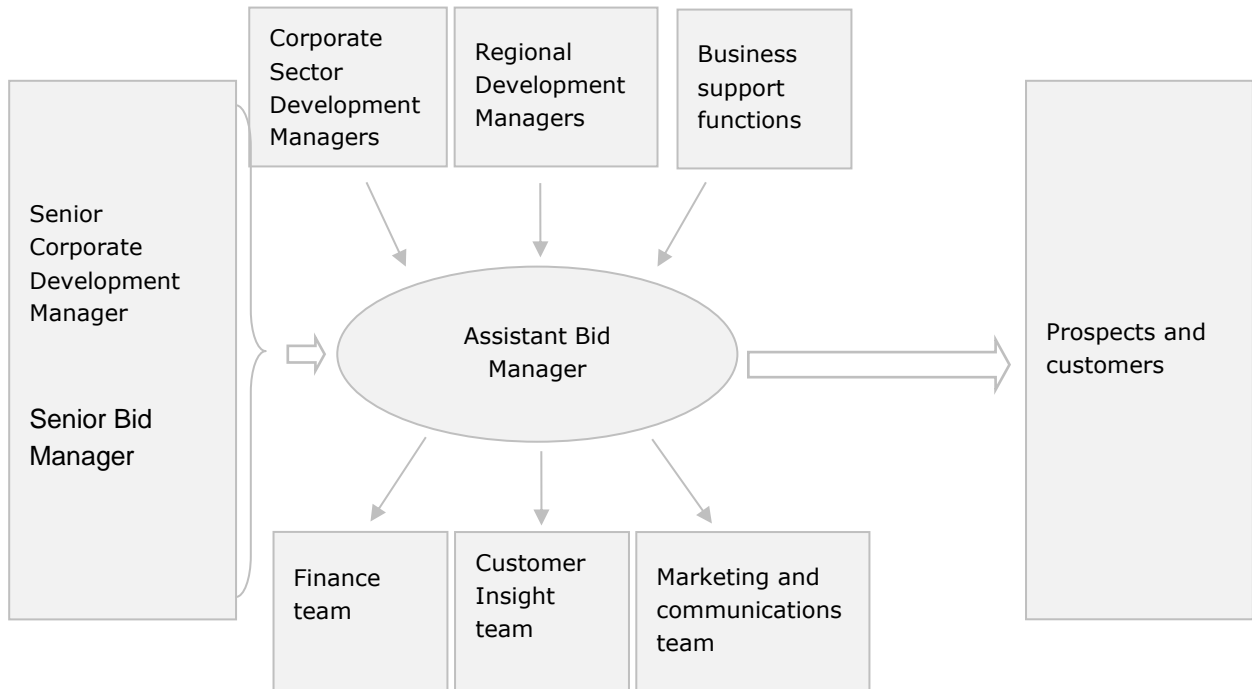 Corporate
Sector
Development
Managers
Regional
Development
Managers
Business
support
functions
Senior
Corporate
Development
Manager
Senior Bid
Manager
Assistant Bid
Manager
Prospects and
customers
Finance
team
Customer
Insight
team
Marketing and
communications
team